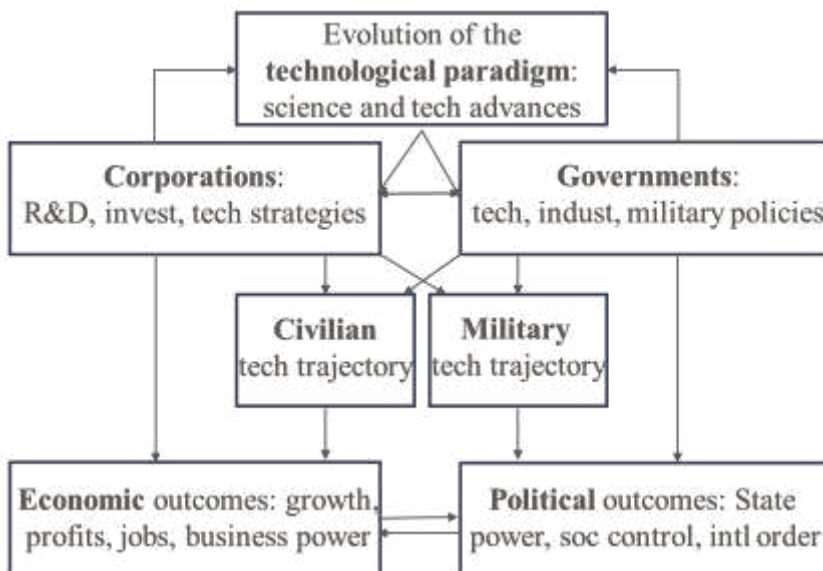 Evolution of the
technological paradigm:
science and tech advances
Corporations:
R&D, invest, tech strategies
Governments:
tech, indust, military policies
Civilian
tech trajectory
Military
tech trajectory
Economic outcomes: growth,
profits, jobs, business power
Political outcomes: State
power, soc control, intl order